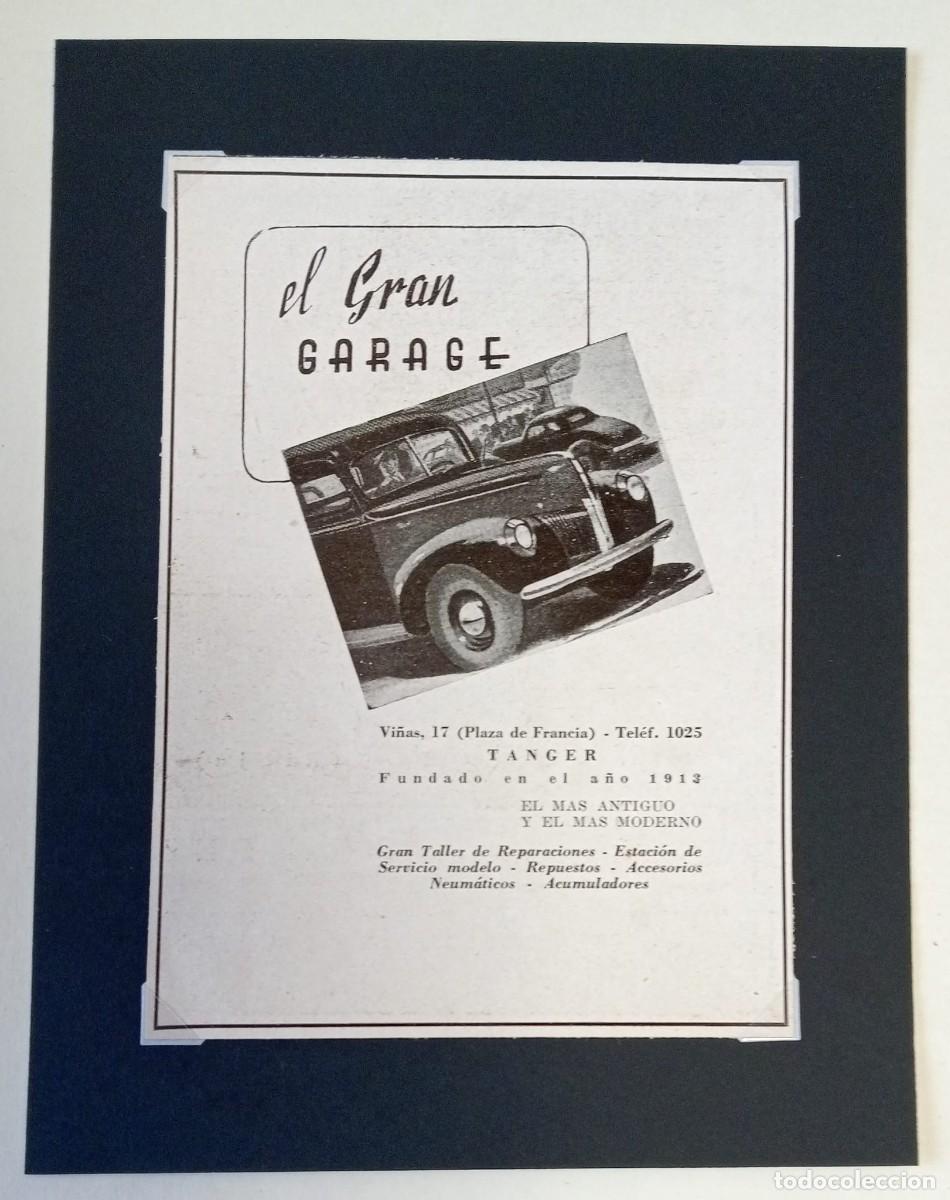 el Gran
GARAGE
Viñas, 17 (Plaza de Francia) - Teléf. 1025
TANGER
Fundado en el año 1913
EL MAS ANTIGUO
Y EL MAS MODERNO
Gran Taller de Reparaciones - Estación de
Servicio modelo - Repuestos - Accesorios
Neumáticos - Acumuladores
todocoleccion